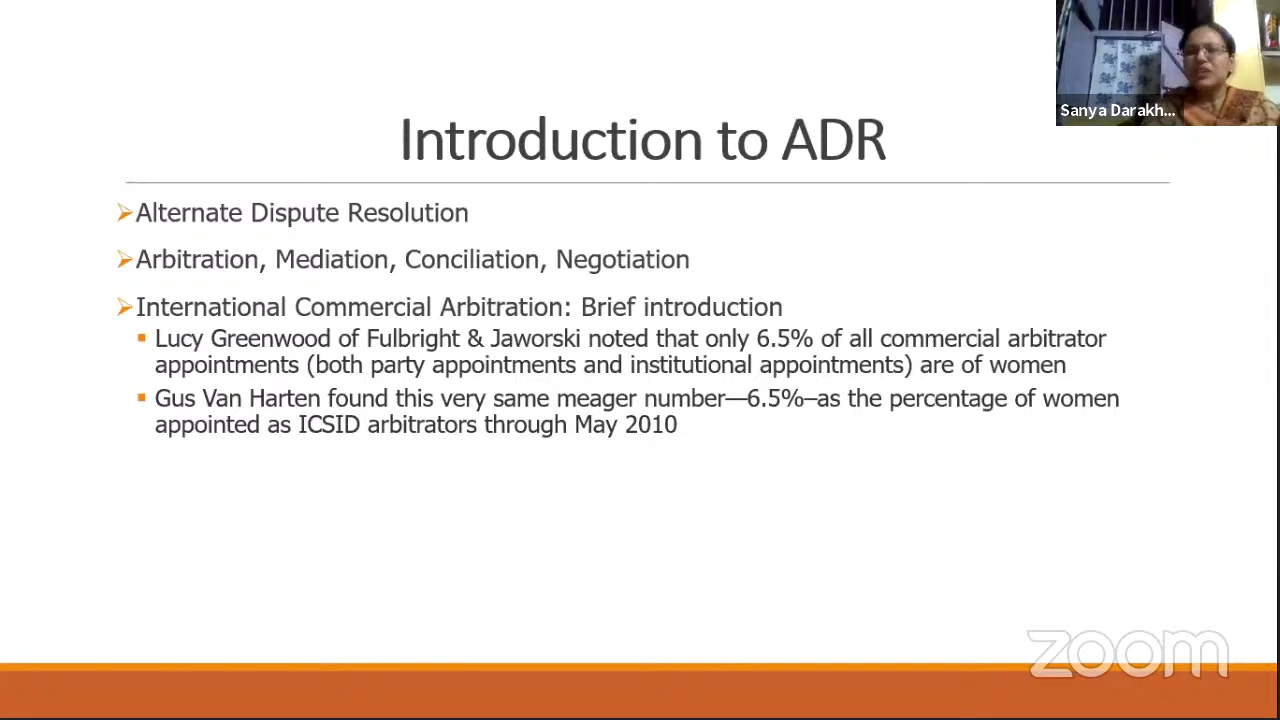 Sanya Darakh...
Introduction to ADR
Alternate Dispute Resolution
Arbitration, Mediation, Conciliation, Negotiation
International Commercial Arbitration: Brief introduction
Lucy Greenwood of Fulbright & Jaworski noted that only 6.5% of all commercial arbitrator
appointments (both party appointments and institutional appointments) are of women
Gus Van Harten found this very same meager number—6.5%–as the percentage of women
appointed as ICSID arbitrators through May 2010
zoom